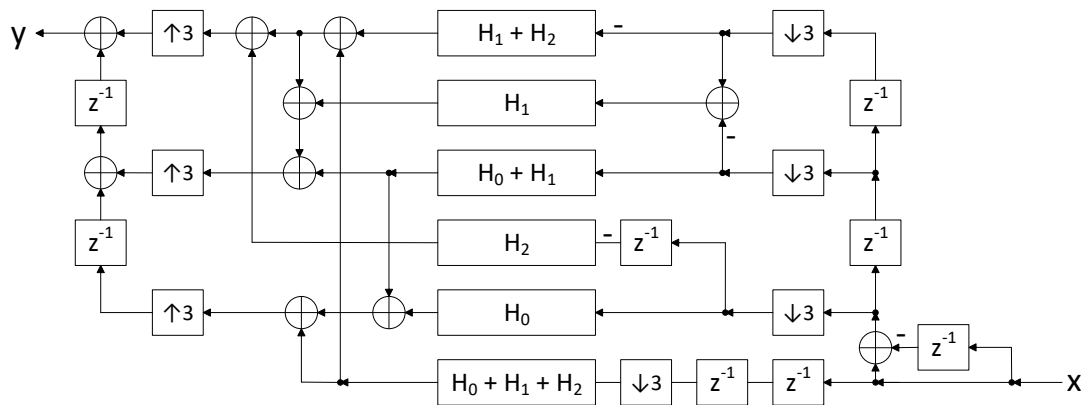 y ↑3 H₁ + H₂ − ↓3
z⁻¹ H₁ z⁻¹
−
↑3 H₀ + H₁ ↓3
z⁻¹ H₂ − z⁻¹ z⁻¹
↑3 H₀ ↓3
− z⁻¹
H₀ + H₁ + H₂ ↓3 z⁻¹ z⁻¹ x